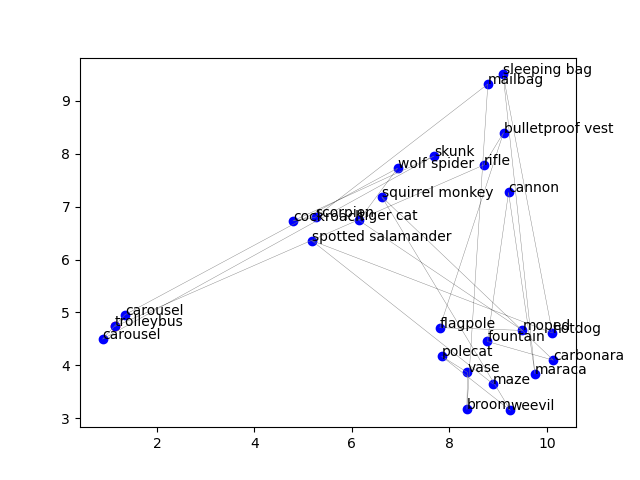 sleeping bag
mailbag
9
bulletproof vest
8
skunk
rifle
wolf spider
cannon
squirrel monkey
7
scorpion
tiger cat
cockroach
spotted salamander
6
5
carousel
trolleybus
flagpole
moped
hotdog
carousel
fountain
4
polecat
carbonara
vase
maraca
maze
broom
weevil
3
2
4
6
8
10